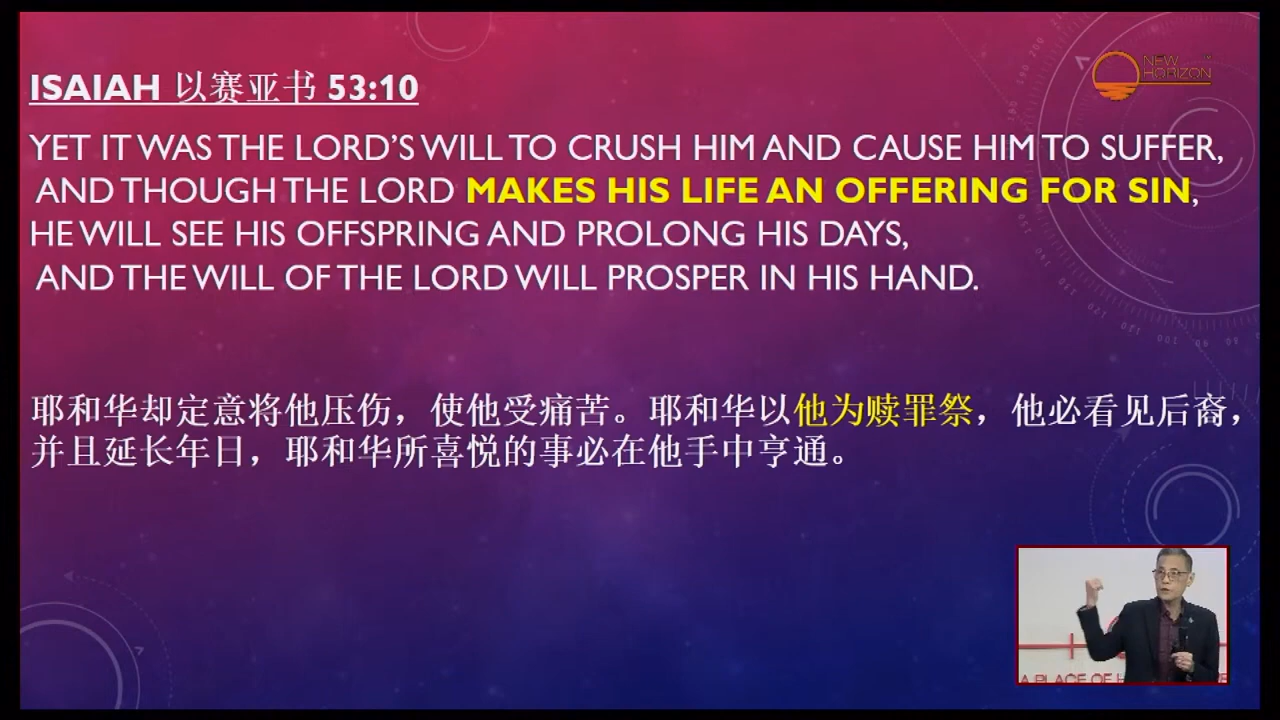 NEW
HORIZON
ISAIAH 以赛亚书 53:10
YET IT WAS THE LORD'S WILL TO CRUSH HIM AND CAUSE HIM TO SUFFER,
AND THOUGH THE LORD MAKES HIS LIFE AN OFFERING FOR SIN,
HE WILL SEE HIS OFFSPRING AND PROLONG HIS DAYS,
AND THE WILL OF THE LORD WILL PROSPER IN HIS HAND.
耶和华却定意将他压伤，使他受痛苦。耶和华以他为赎罪祭，他必看见后裔，
并且延长年日，耶和华所喜悦的事必在他手中亨通。
A PLACE OF